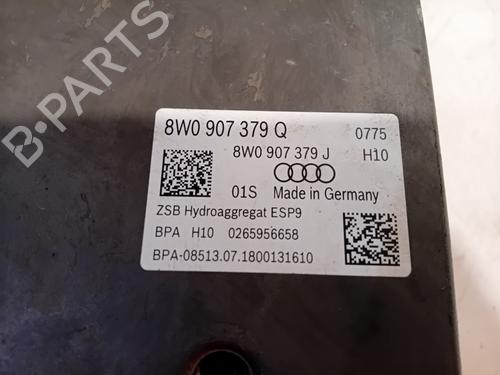 B-PARTS
8W0 907 379 Q 0775
8W0 907 379 J H10
01S Made in Germany
ZSB Hydroaggregat ESP9
BPA H10 0265956658
BPA-08513.07.1800131610
B-PARTS